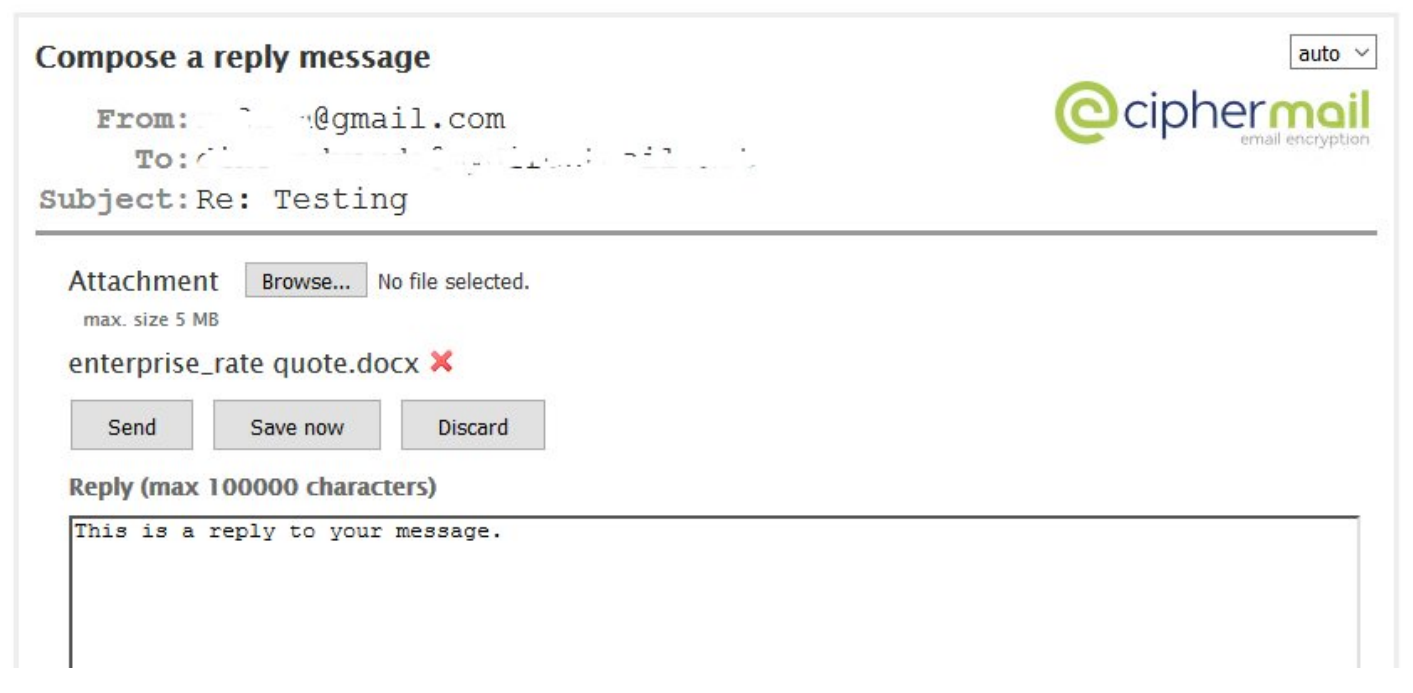 Compose a reply message
auto
From: @gmail.com
To:
Subject: Re: Testing
ciphermail
email encryption
Attachment Browse... No file selected.
max. size 5 MB
enterprise_rate quote.docx
Send Save now Discard
Reply (max 100000 characters)
This is a reply to your message.